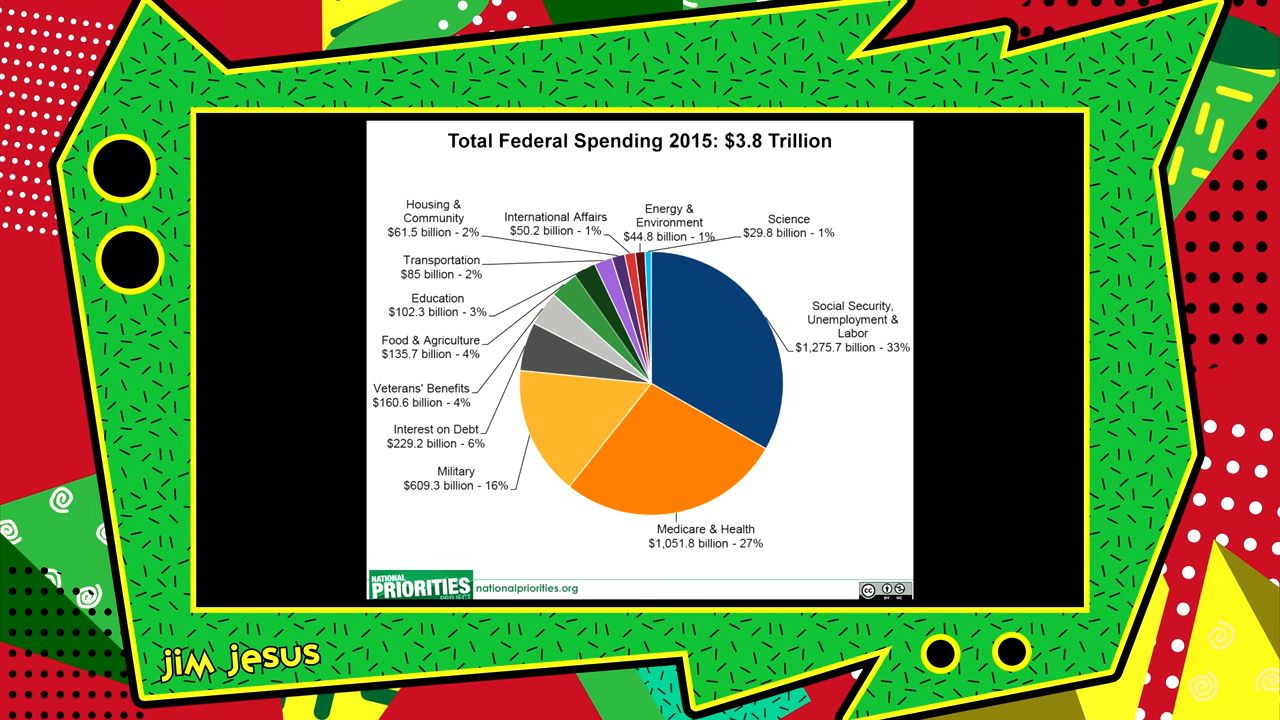 Total Federal Spending 2015: $3.8 Trillion
Housing &
Community
$61.5 billion - 2%
International Affairs
$50.2 billion - 1%
Energy &
Environment
$44.8 billion - 1%
Science
$29.8 billion - 1%
Transportation
$85 billion - 2%
Education
$102.3 billion - 3%
Food & Agriculture
$135.7 billion - 4%
Veterans' Benefits
$160.6 billion - 4%
Interest on Debt
$229.2 billion - 6%
Military
$609.3 billion - 16%
Social Security,
Unemployment &
Labor
$1,275.7 billion - 33%
Medicare & Health
$1,051.8 billion - 27%
NATIONAL
PRIORITIES
PROJECT
nationalpriorities.org
cc
BY NC
jim jesus